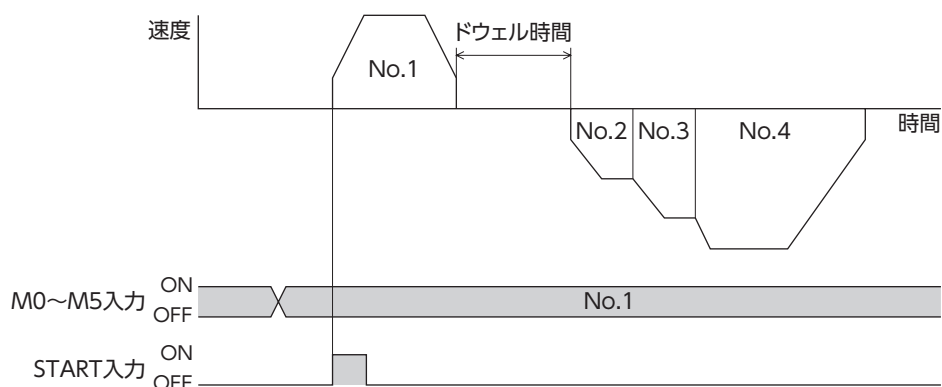 速度
ドウェル時間
No.1
No.2 No.3 No.4 時間
M0～M5入力 ON
OFF
No.1
START入力 ON
OFF